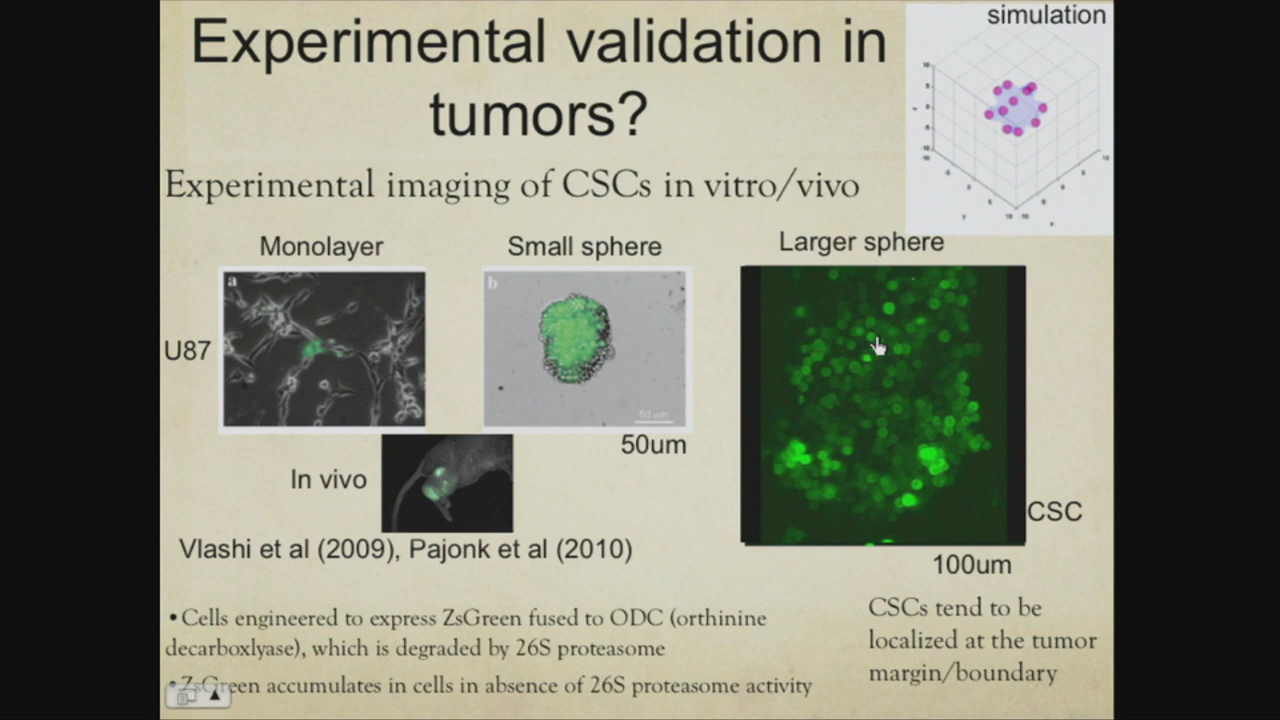 Experimental validation in
tumors?
simulation
Experimental imaging of CSCs in vitro/vivo
Monolayer
Small sphere
Larger sphere
a
b
U87
50 µm
50um
In vivo
CSC
Vlashi et al (2009), Pajonk et al (2010)
100um
• Cells engineered to express ZsGreen fused to ODC (orthinine
decarboxlyase), which is degraded by 26S proteasome
• ZsGreen accumulates in cells in absence of 26S proteasome activity
CSCs tend to be
localized at the tumor
margin/boundary